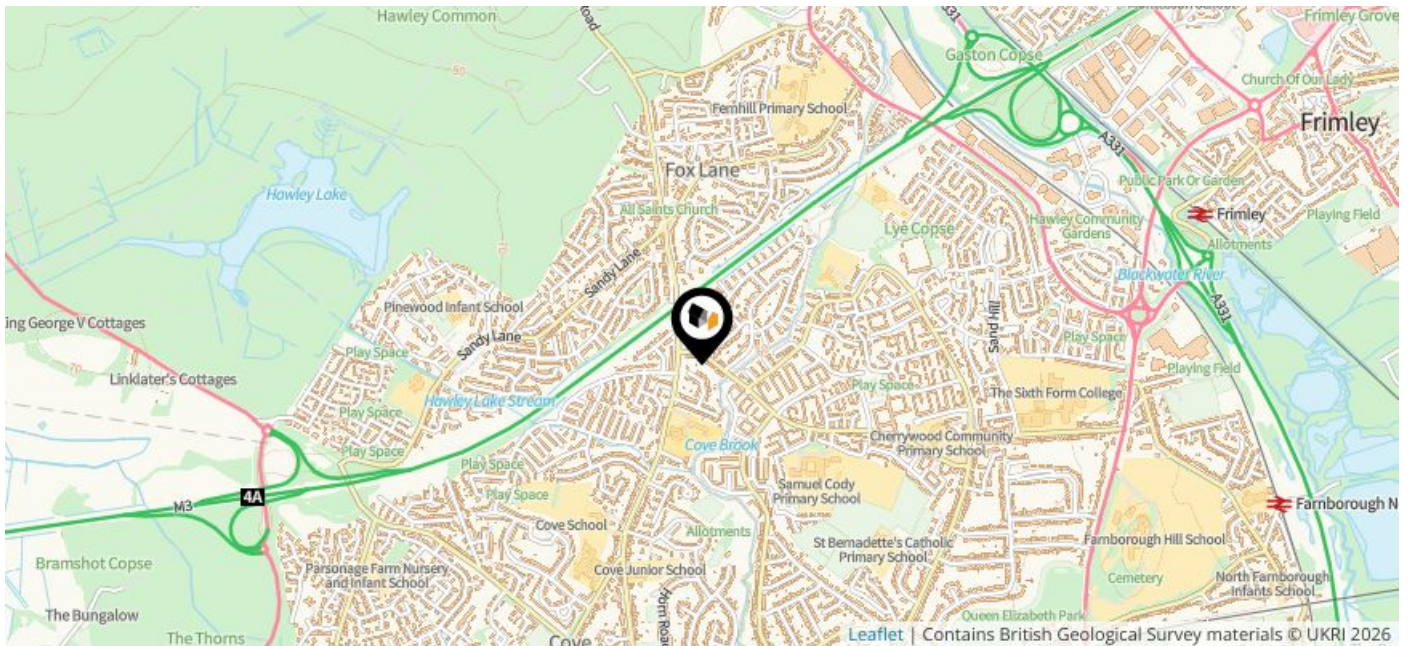 Hawley Common
Road
A331
Gaston Copse
Frimley Grove
Church Of Our Lady
Fernhill Primary School
Frimley
A331
Fox Lane
Public Park Or Garden
Hawley Lake
All Saints Church
Hawley Community
Gardens
Frimley
Playing Field
Lye Copse
Allotments
Sandy Lane
Blackwater River
Pinewood Infant School
A331
ing George V Cottages
Sand Hill
Sandy Lane
Play Space
Play Space
Linklater's Cottages
Playing Field
Play Space
The Sixth Form College
Hawley Lake Stream
Play Space
Cove Brook
Cherrywood Community
Primary School
Play Space
Play Space
Samuel Cody
Primary School
4A
M3
Play Space
Farnborough N
Cove School
Allotments
St Bernadette's Catholic
Primary School
Farnborough Hill School
Bramshot Copse
Parsonage Farm Nursery
and Infant School
Cove Junior School
Cemetery
North Farnborough
Infants School
The Bungalow
Horn Road
Queen Elizabeth Park
The Thorns
Cove
Leaflet | Contains British Geological Survey materials © UKRI 2026